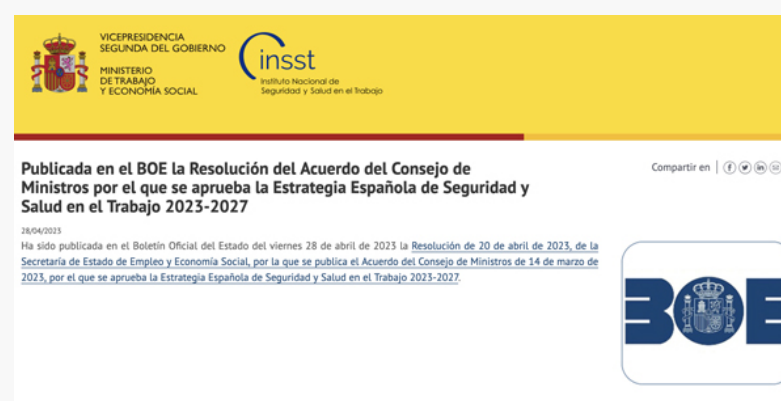 VICEPRESIDENCIA
SEGUNDA DEL GOBIERNO
MINISTERIO
DE TRABAJO
Y ECONOMÍA SOCIAL
insst
Instituto Nacional de
Seguridad y Salud en el Trabajo
Publicada en el BOE la Resolución del Acuerdo del Consejo de
Ministros por el que se aprueba la Estrategia Española de Seguridad y
Salud en el Trabajo 2023-2027
Compartir en
28/04/2023
Ha sido publicada en el Boletín Oficial del Estado del viernes 28 de abril de 2023 la Resolución de 20 de abril de 2023, de la
Secretaría de Estado de Empleo y Economía Social, por la que se publica el Acuerdo del Consejo de Ministros de 14 de marzo de
2023, por el que se aprueba la Estrategia Española de Seguridad y Salud en el Trabajo 2023-2027.
BOE